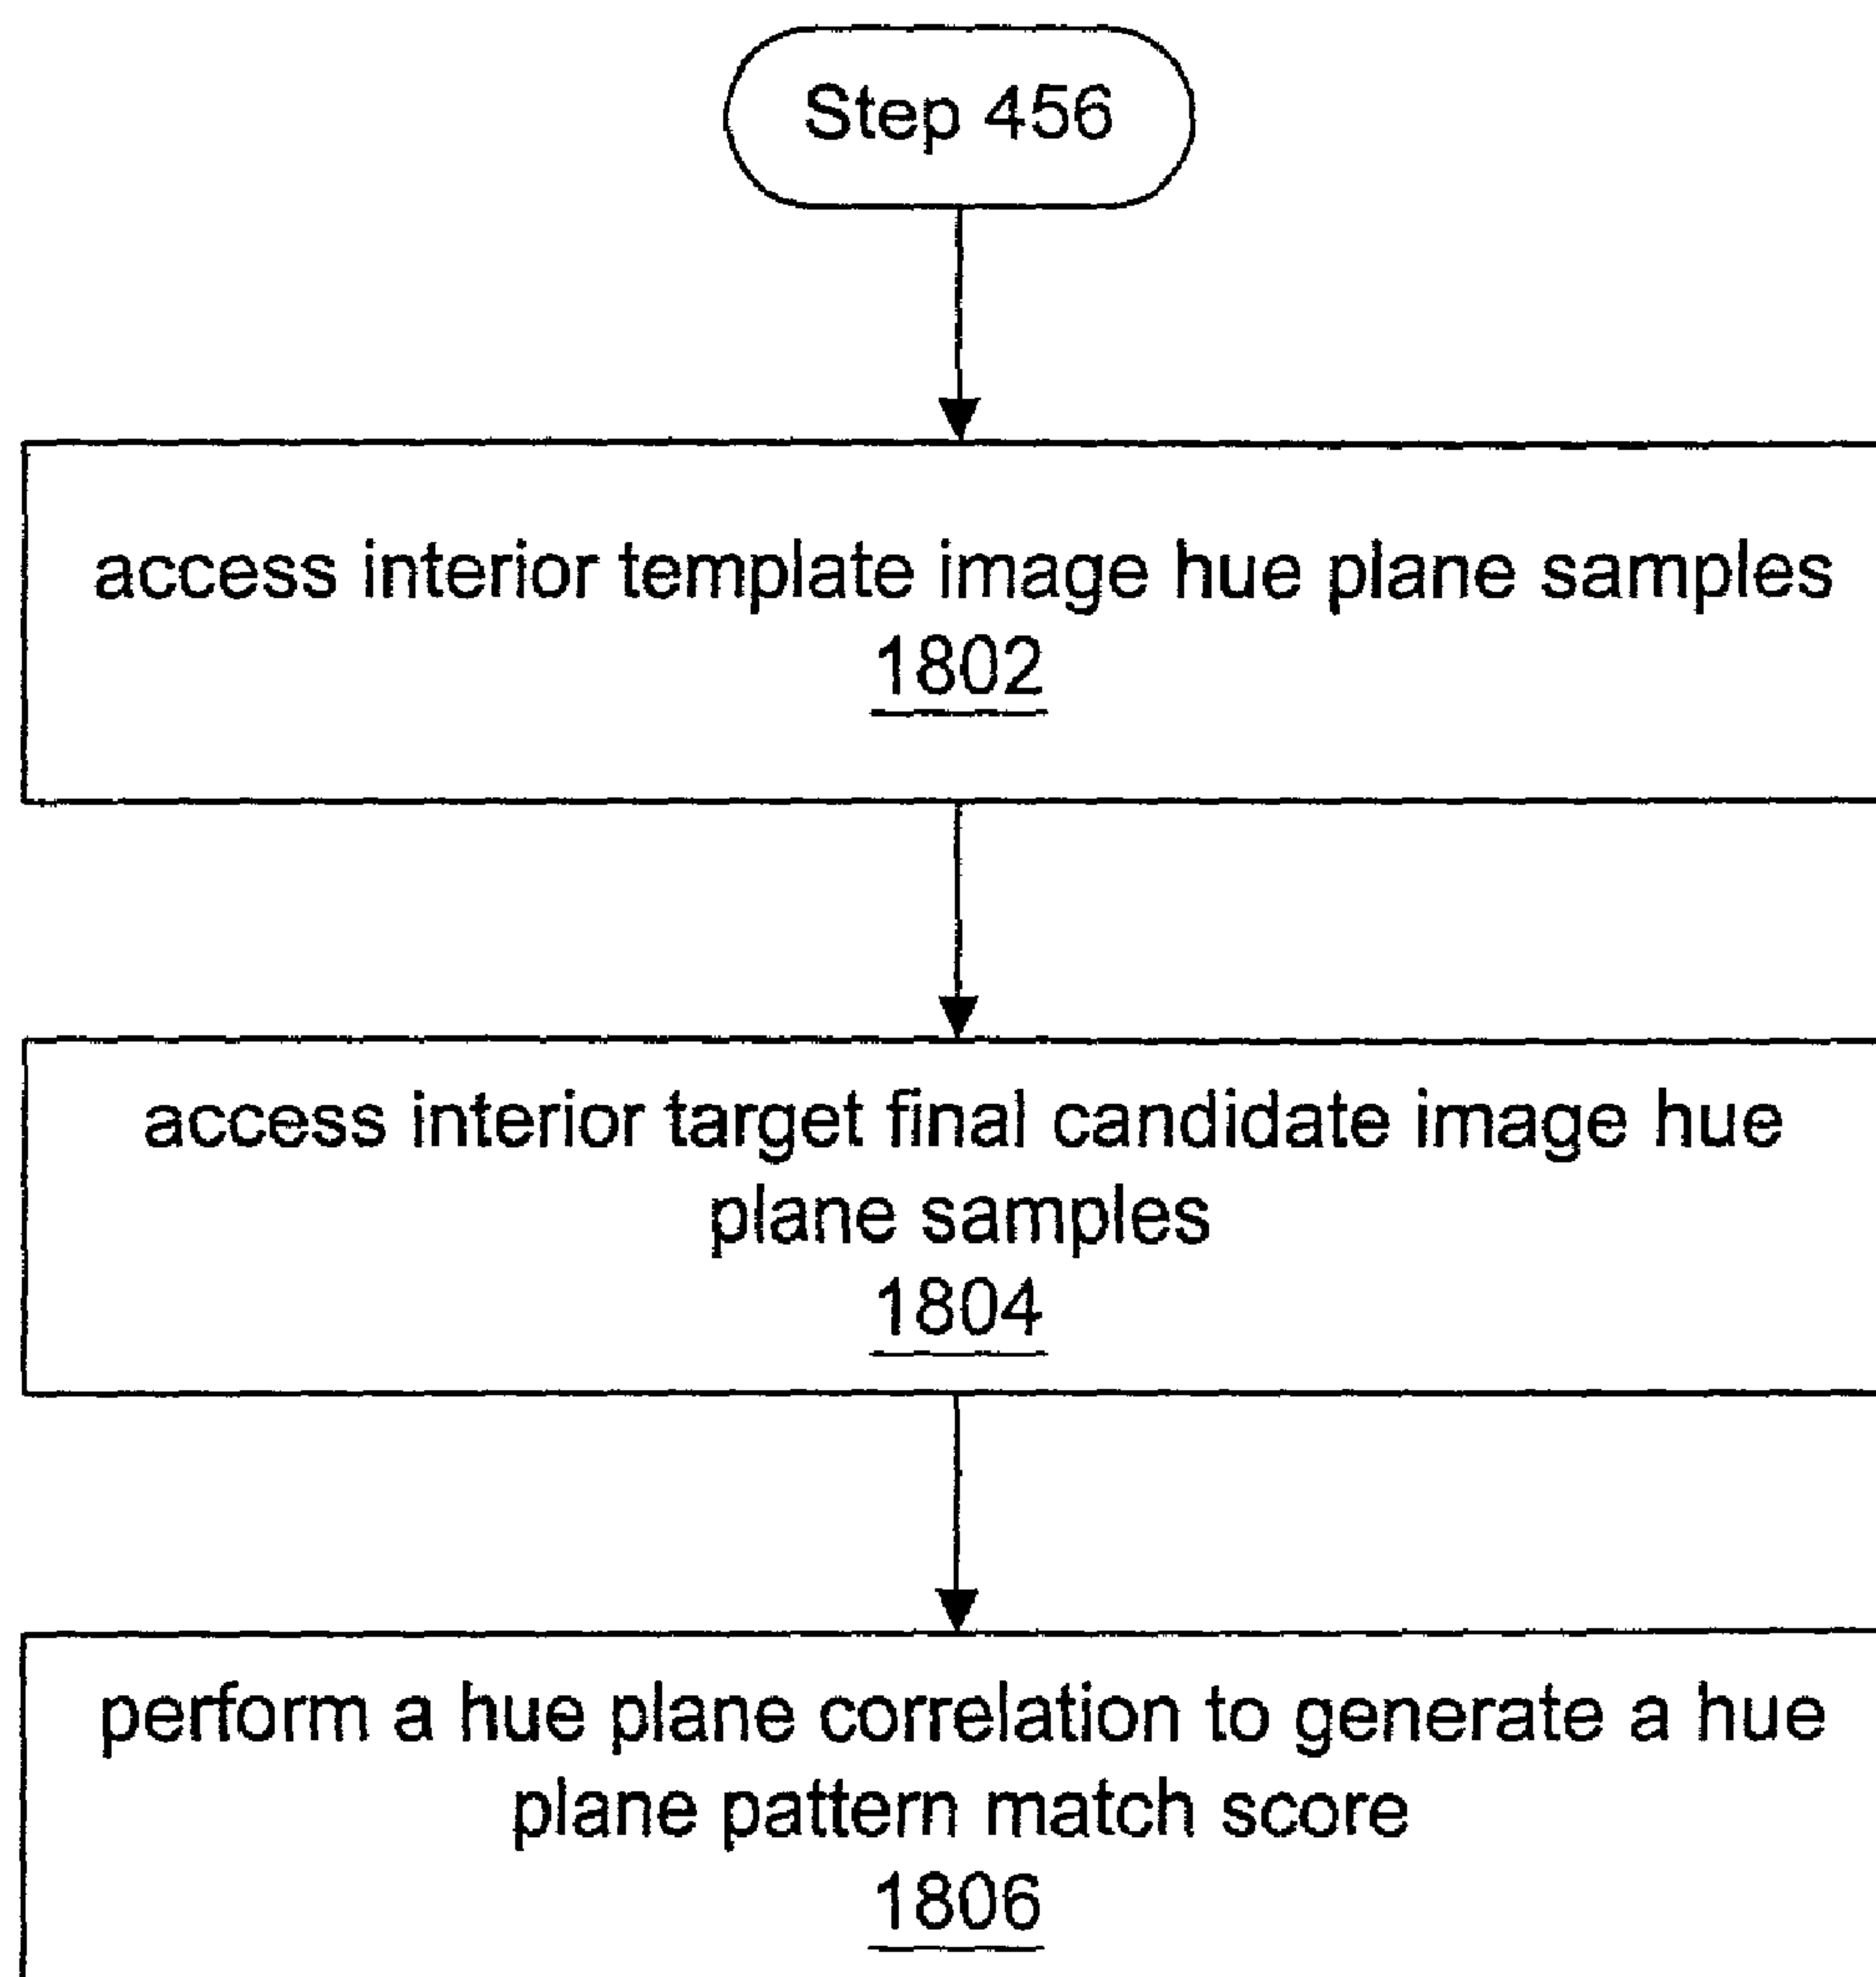 Step 456
access interior template image hue plane samples
1802
access interior target final candidate image hue
plane samples
1804
perform a hue plane correlation to generate a hue
plane pattern match score
1806